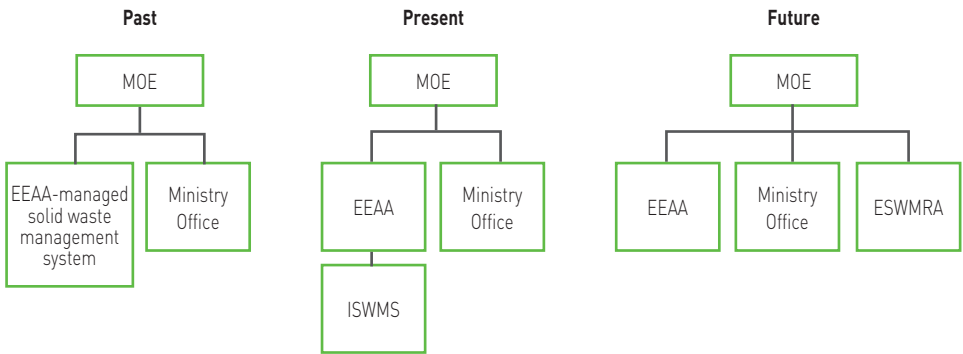 Past
MOE
EEAA-managed
solid waste
management
system
Ministry
Office
Present
MOE
EEAA
Ministry
Office
ISWMS
Future
MOE
EEAA
Ministry
Office
ESWMRA